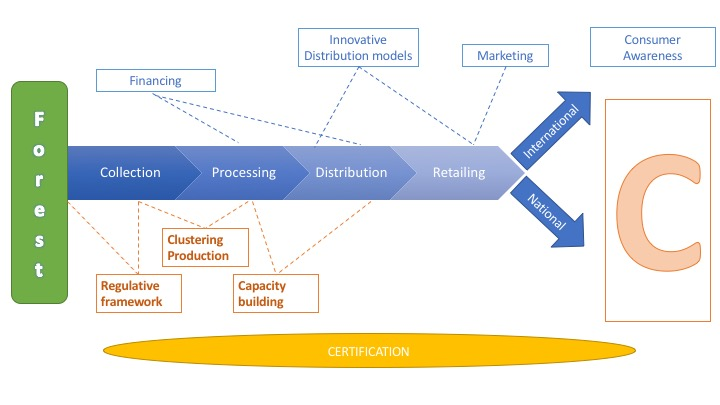 Innovative
Distribution models
Consumer
Awareness
Marketing
Financing
Forest
International
Collection
Processing
Distribution
Retailing
National
Clustering
Production
Regulative
framework
Capacity
building
C
CERTIFICATION